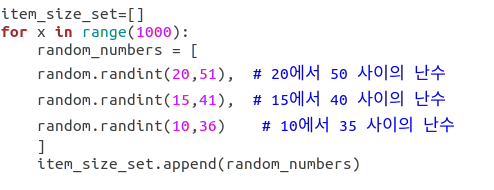 item_size_set=[]
for x in range(1000):
    random_numbers = [
    random.randint(20,51),  # 20에서 50 사이의 난수
    random.randint(15,41),  # 15에서 40 사이의 난수
    random.randint(10,36)    # 10에서 35 사이의 난수
    ]
    item_size_set.append(random_numbers)